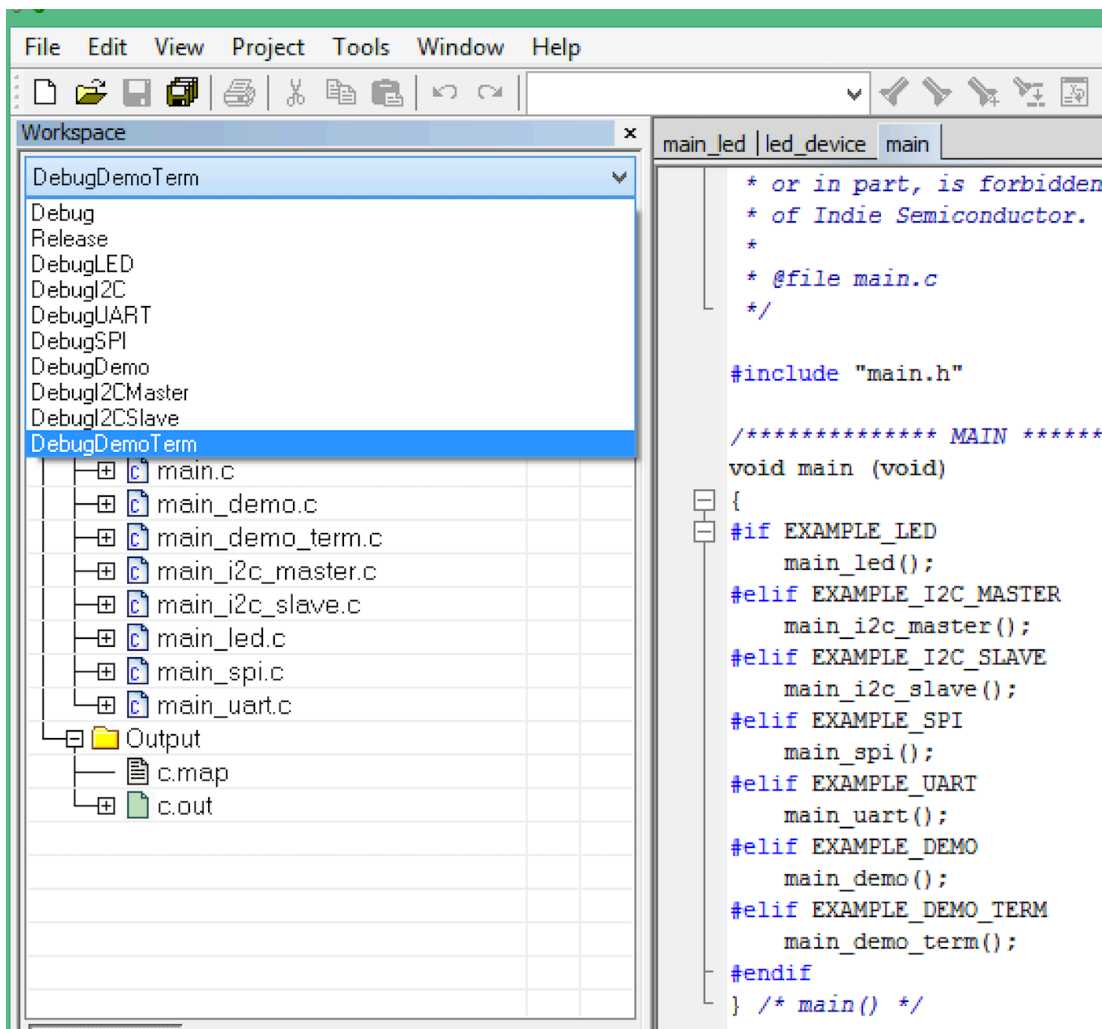 File Edit View Project Tools Window Help
Workspace
DebugDemoTerm
Debug
Release
DebugLED
DebugI2C
DebugUART
DebugSPI
DebugDemo
DebugI2CMaster
DebugI2CSlave
DebugDemoTerm
main.c
main_demo.c
main_demo_term.c
main_i2c_master.c
main_i2c_slave.c
main_led.c
main_spi.c
main_uart.c
Output
c.map
c.out
main_led | led_device main
* or in part, is forbidden
* of Indie Semiconductor.
*
* @file main.c
*/
#include "main.h"
/************** MAIN ******
void main (void)
{
#if EXAMPLE_LED
main_led();
#elif EXAMPLE_I2C_MASTER
main_i2c_master();
#elif EXAMPLE_I2C_SLAVE
main_i2c_slave();
#elif EXAMPLE_SPI
main_spi();
#elif EXAMPLE_UART
main_uart();
#elif EXAMPLE_DEMO
main_demo();
#elif EXAMPLE_DEMO_TERM
main_demo_term();
#endif
} /* main() */